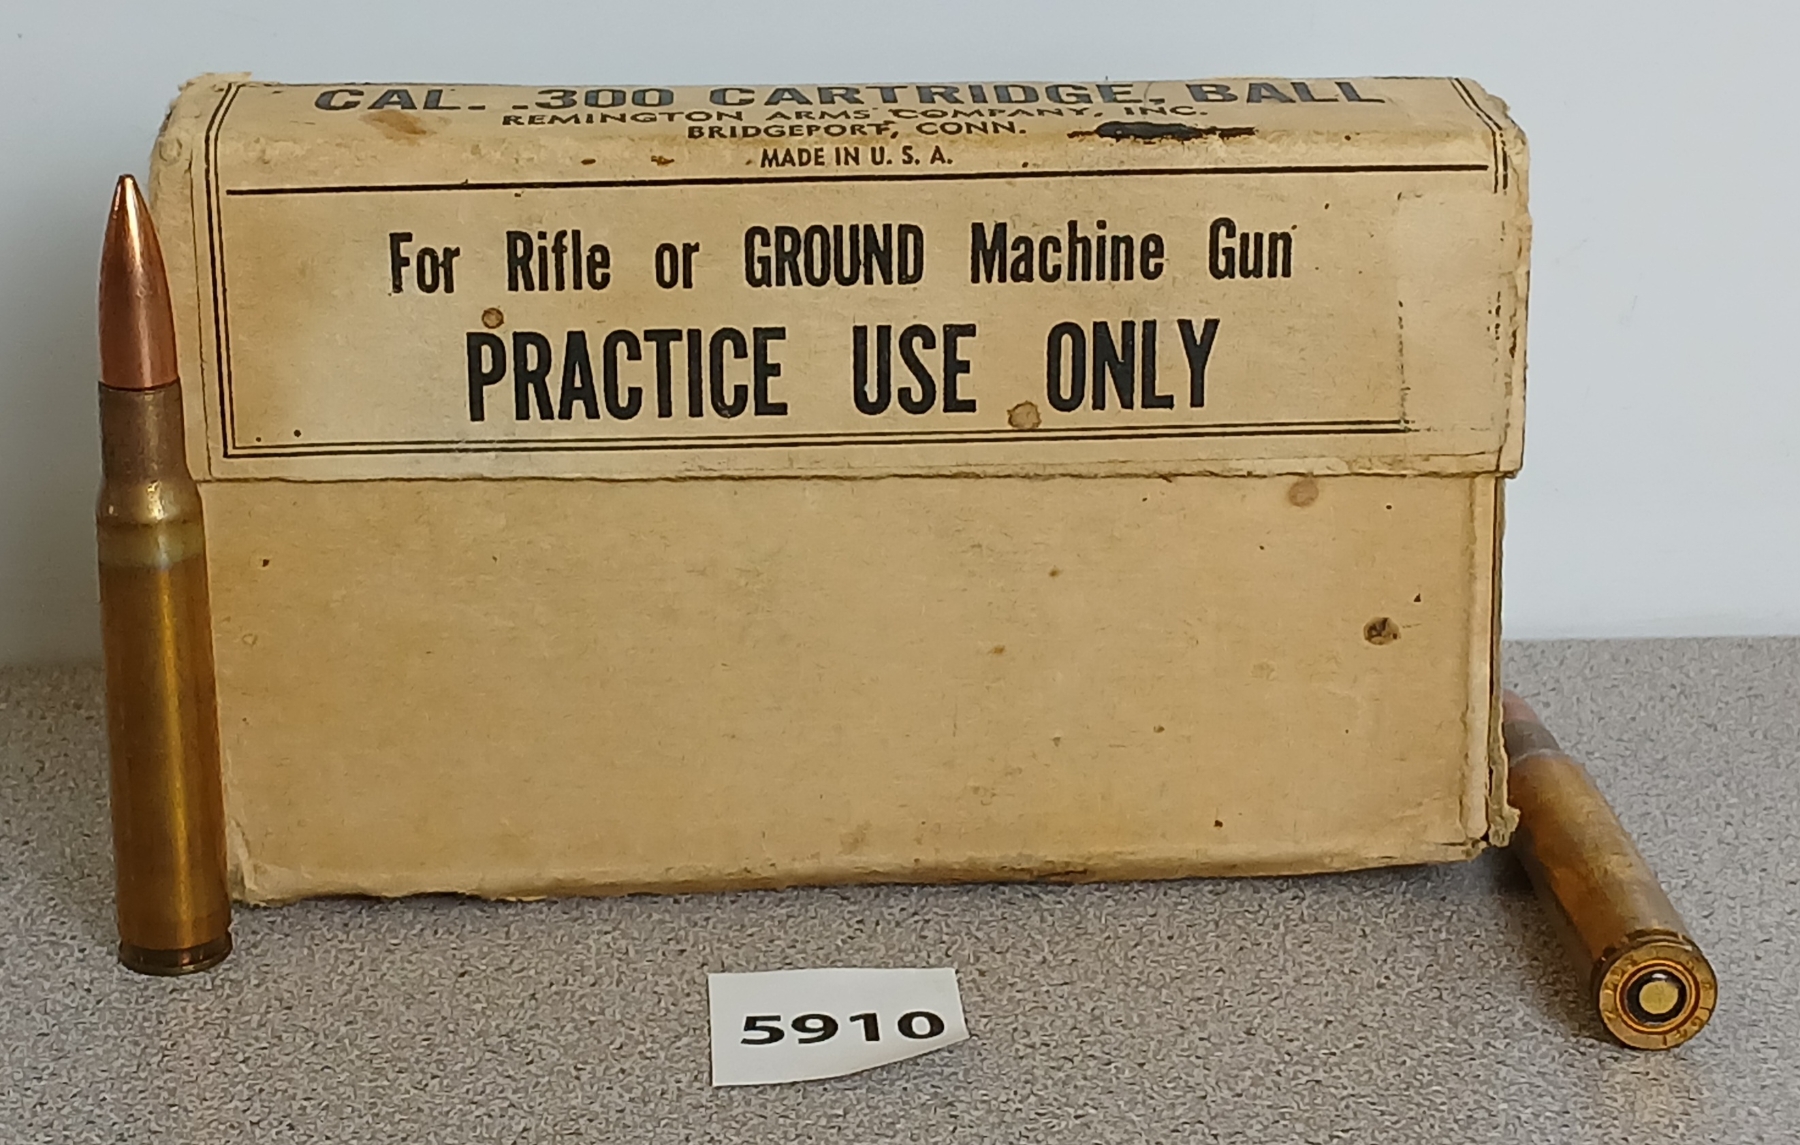 CAL. .300 CARTRIDGE, BALL
REMINGTON ARMS COMPANY, INC.
BRIDGEPORT, CONN.
MADE IN U. S. A.
For Rifle or GROUND Machine Gun
PRACTICE USE ONLY
5910